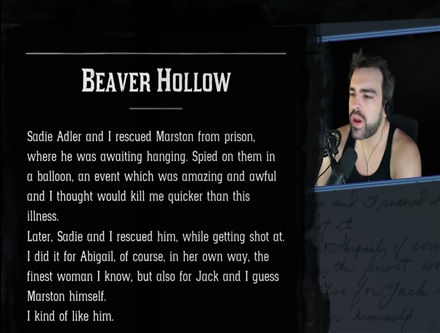 BEAVER HOLLOW
Sadie Adler and I rescued Marston from prison,
where he was awaiting hanging. Spied on them in
a balloon, an event which was amazing and awful
and I thought would kill me quicker than this
illness.
Later, Sadie and I rescued him, while getting shot at.
I did it for Abigail, of course, in her own way, the
finest woman I know, but also for Jack and I guess
Marston himself.
I kind of like him.